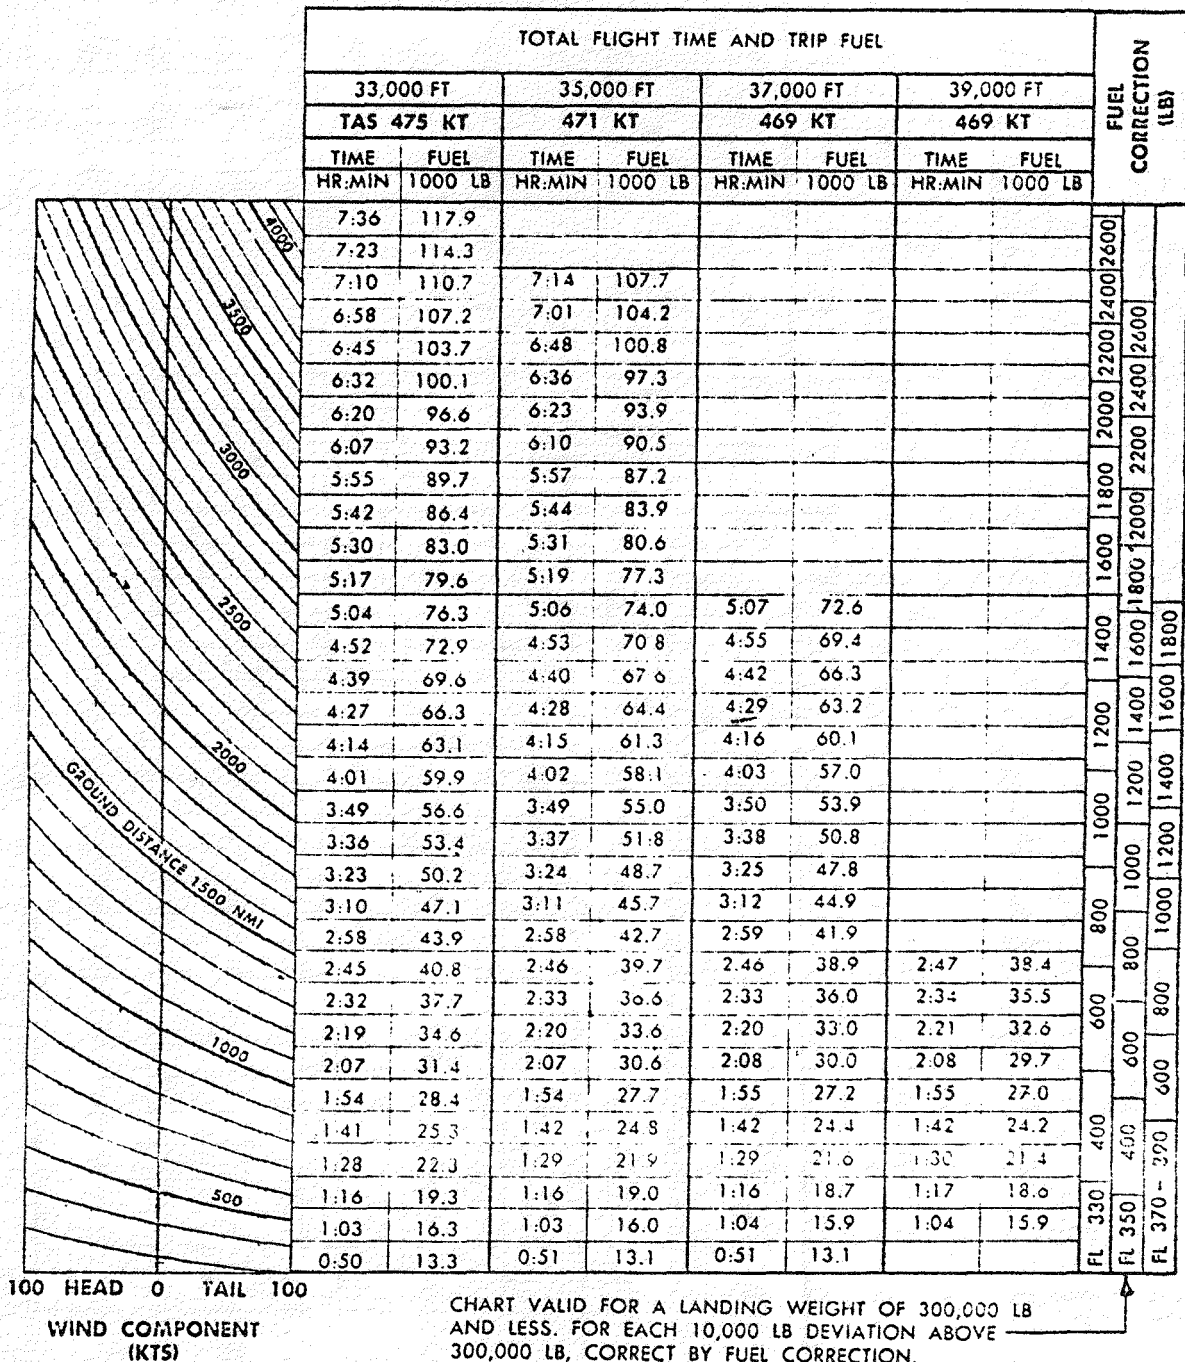 TOTAL FLIGHT TIME AND TRIP FUEL
FUEL CORRECTION (LB)
33,000 FT 35,000 FT 37,000 FT 39,000 FT
TAS 475 KT 471 KT 469 KT 469 KT
TIME FUEL TIME FUEL TIME FUEL TIME FUEL
HR:MIN 1000 LB HR:MIN 1000 LB HR:MIN 1000 LB HR:MIN 1000 LB
7:36 117.9
7:23 114.3
7:10 110.7 7:14 107.7
6:58 107.2 7:01 104.2
6:45 103.7 6:48 100.8
6:32 100.1 6:36 97.3
6:20 96.6 6:23 93.9
6:07 93.2 6:10 90.5
5:55 89.7 5:57 87.2
5:42 86.4 5:44 83.9
5:30 83.0 5:31 80.6
5:17 79.6 5:19 77.3
5:04 76.3 5:06 74.0 5:07 72.6
4:52 72.9 4:53 70 8 4:55 69.4
4:39 69.6 4:40 67 6 4:42 66.3
4:27 66.3 4:28 64.4 4:29 63.2
4:14 63.1 4:15 61.3 4:16 60.1
4:01 59.9 4:02 58.1 4:03 57.0
3:49 56.6 3:49 55.0 3:50 53.9
3:36 53.4 3:37 51.8 3:38 50.8
3:23 50.2 3:24 48.7 3:25 47.8
3:10 47.1 3:11 45.7 3:12 44.9
2:58 43.9 2:58 42.7 2:59 41.9
2:45 40.8 2:46 39.7 2.46 38.9 2:47 38.4
2:32 37.7 2:33 36.6 2:33 36.0 2:34 35.5
2:19 34.6 2:20 33.6 2:20 33.0 2.21 32.6
2:07 31.4 2:07 30.6 2:08 30.0 2:08 29.7
1:54 28.4 1:54 27.7 1:55 27.2 1:55 27.0
1:41 25.3 1:42 24.8 1:42 24.4 1:42 24.2
1:28 22.3 1:29 21.9 1:29 21.6 1:30 21.4
1:16 19.3 1:16 19.0 1:16 18.7 1:17 18.6
1:03 16.3 1:03 16.0 1:04 15.9 1:04 15.9
0:50 13.3 0:51 13.1 0:51 13.1
4000
3500
3000
2500
2000
GROUND DISTANCE 1500 NMI
1000
500
FL 330 400 600 800 1000 1200 1400 1600 1800 2000 2200 2400 2600
FL 350 400 600 800 1000 1200 1400 1600 1800 2000 2200 2400 2600
FL 370 - 390 600 800 1000 1200 1400 1600 1800
100 HEAD 0 TAIL 100
WIND COMPONENT
(KTS)
CHART VALID FOR A LANDING WEIGHT OF 300,000 LB
AND LESS. FOR EACH 10,000 LB DEVIATION ABOVE
300,000 LB, CORRECT BY FUEL CORRECTION.